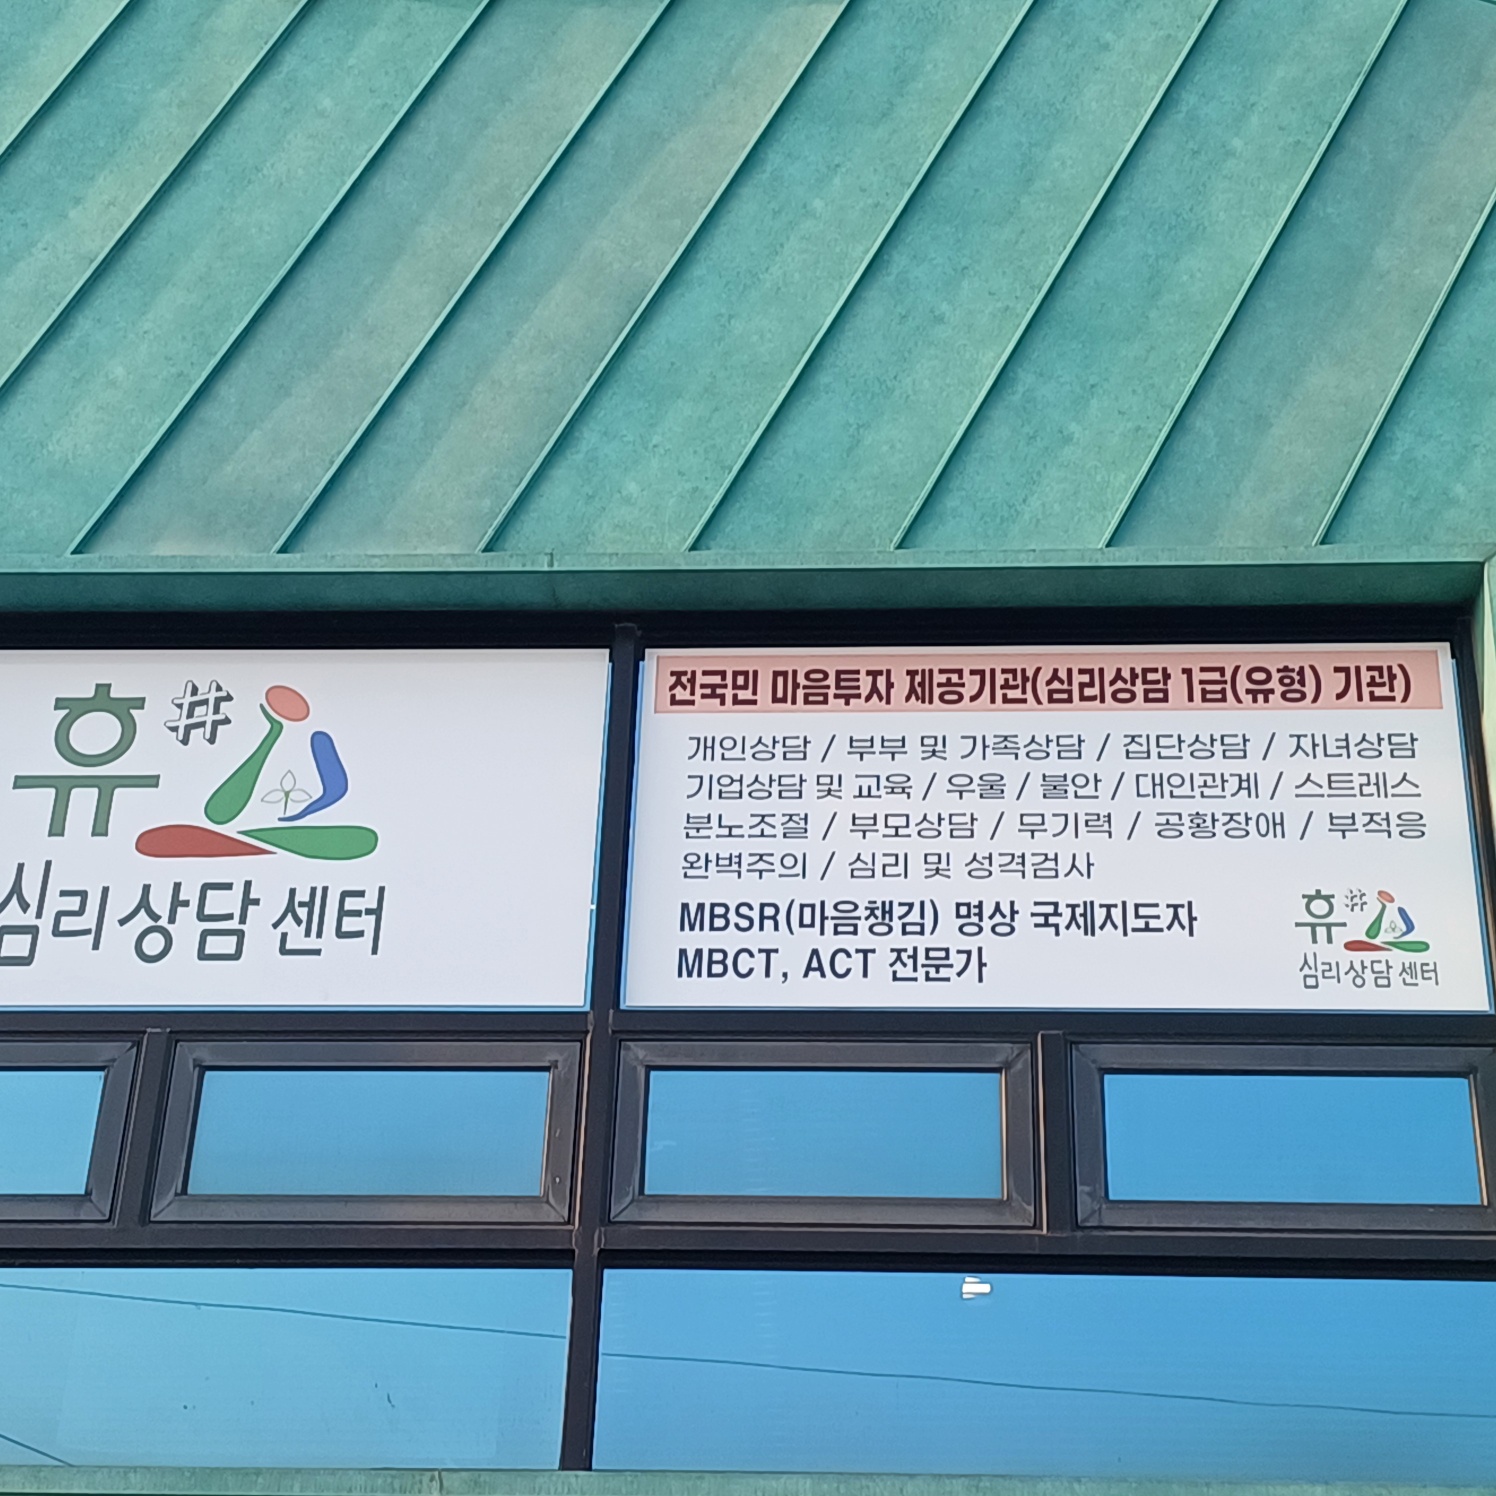 휴#
심리상담센터
전국민 마음투자 제공기관(심리상담 1급(유형) 기관)
개인상담 / 부부 및 가족상담 / 집단상담 / 자녀상담
기업상담 및 교육 / 우울 / 불안 / 대인관계 / 스트레스
분노조절 / 부모상담 / 무기력 / 공황장애 / 부적응
완벽주의 / 심리 및 성격검사
MBSR(마음챙김) 명상 국제지도자
MBCT, ACT 전문가
휴#
심리상담센터